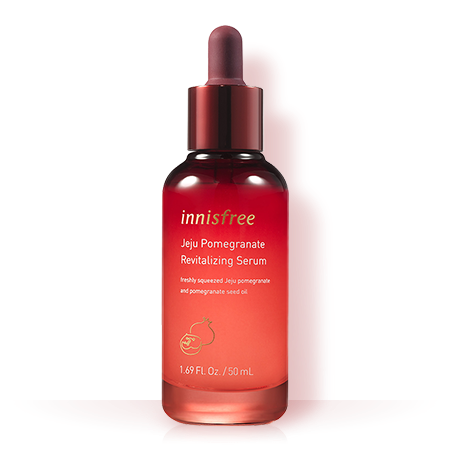 innisfree
Jeju Pomegranate
Revitalizing Serum
freshly squeezed Jeju pomegranate
and pomegranate seed oil
1.69 Fl. Oz. / 50 mL